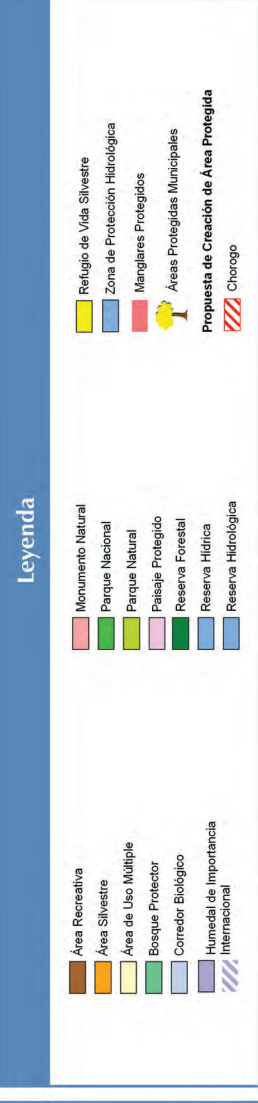 Leyenda
Área Recreativa
Área Silvestre
Área de Uso Múltiple
Bosque Protector
Corredor Biológico
Humedal de Importancia
Internacional
Monumento Natural
Parque Nacional
Parque Natural
Paisaje Protegido
Reserva Forestal
Reserva Hídrica
Reserva Hidrológica
Refugio de Vida Silvestre
Zona de Protección Hidrológica
Manglares Protegidos
Áreas Protegidas Municipales
Propuesta de Creación de Área Protegida
Chorogo